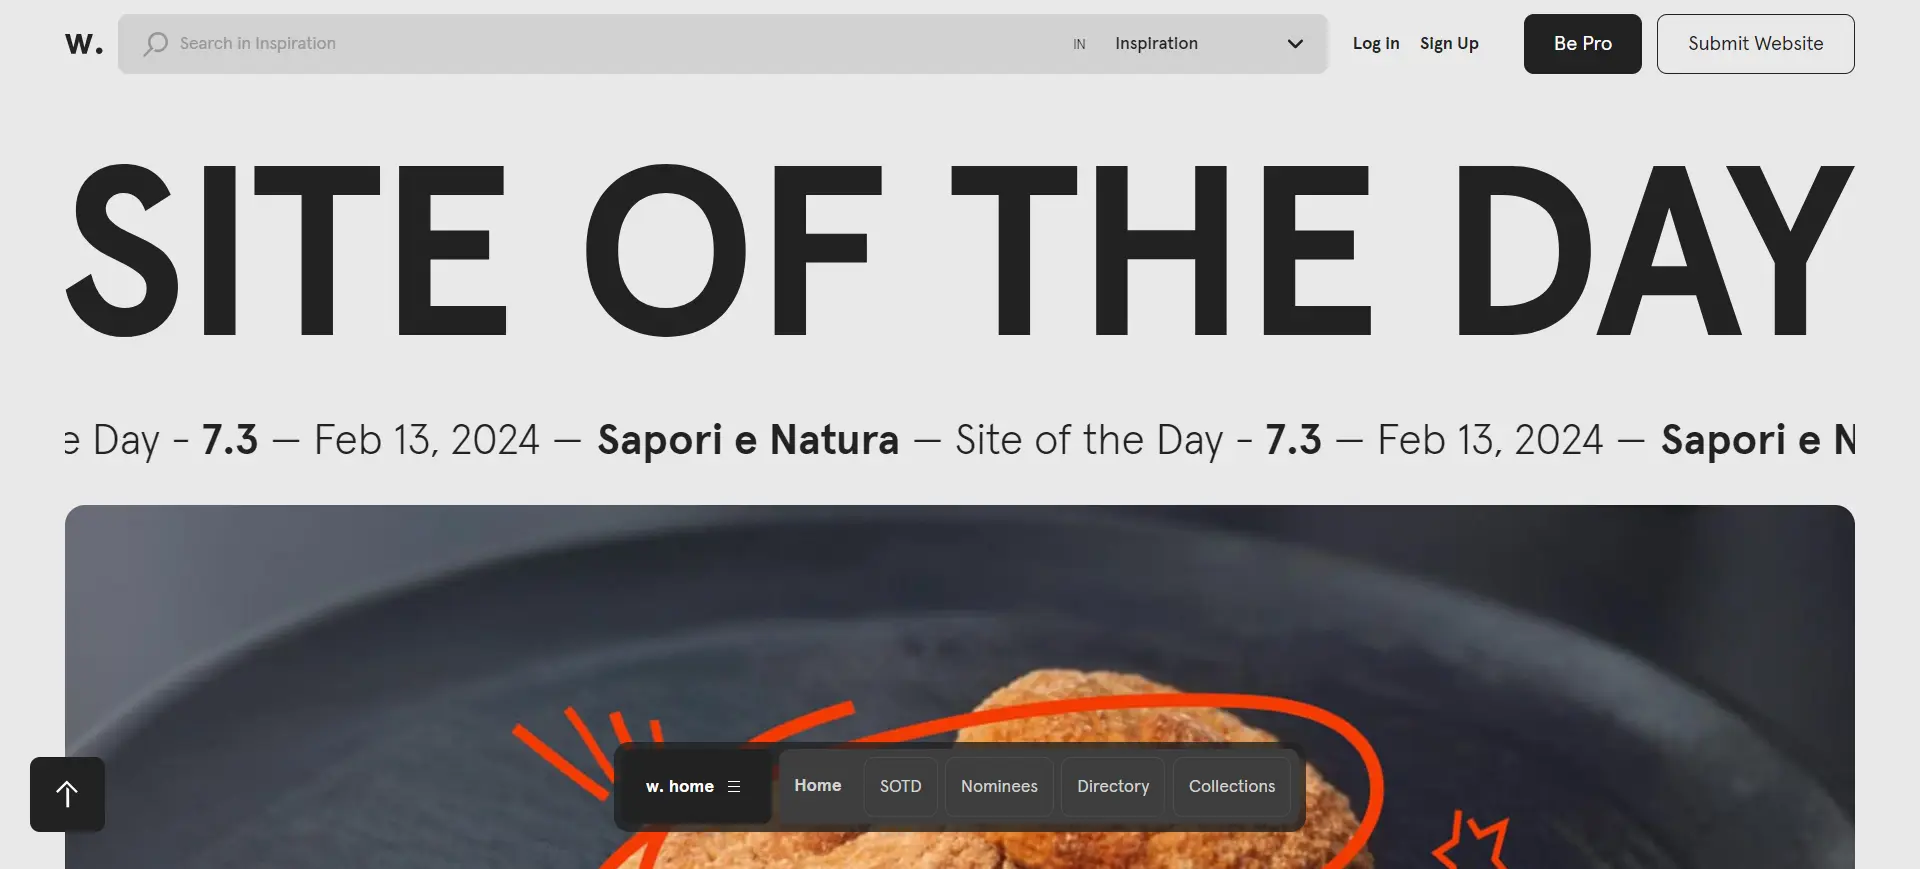 w. Search in Inspiration IN Inspiration Log in Sign Up Be Pro Submit Website
SITE OF THE DAY
e Day - 7.3 — Feb 13, 2024 — Sapori e Natura — Site of the Day - 7.3 — Feb 13, 2024 — Sapori e N
w. home Home SOTD Nominees Directory Collections